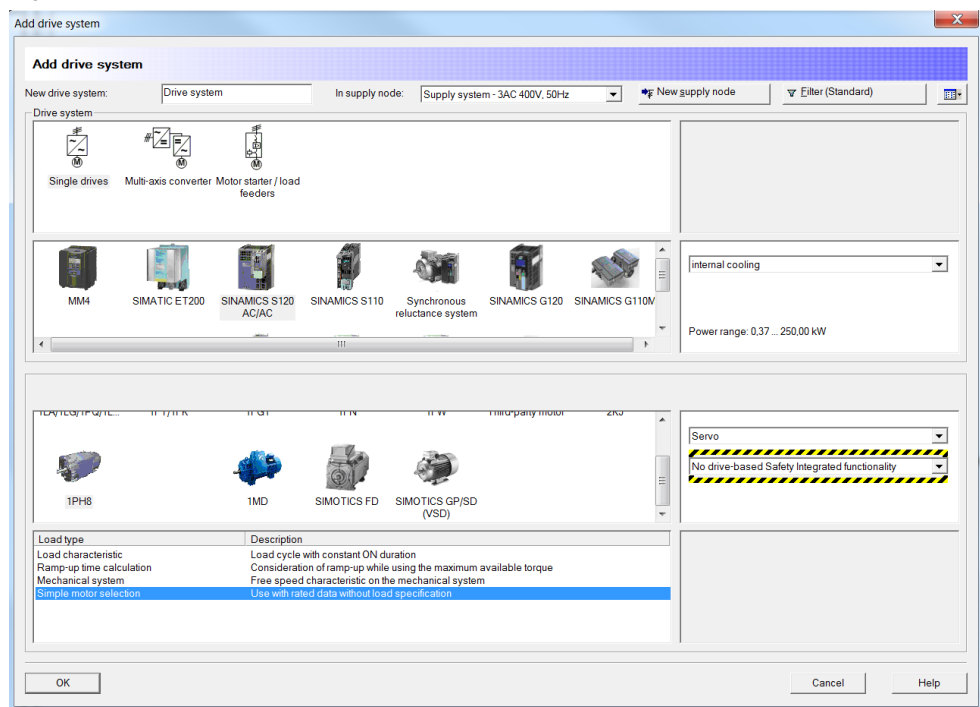 Add drive system
Add drive system
New drive system: Drive system In supply node: Supply system - 3AC 400V, 50Hz New supply node Filter (Standard)
Drive system
Single drives Multi-axis converter Motor starter / load
feeders
MM4 SIMATIC ET200 SINAMICS S120 SINAMICS S110 Synchronous SINAMICS G120 SINAMICS G110M
AC/AC reluctance system
internal cooling
Power range: 0,37 ... 250,00 kW
Third-party motor
1PH8 1MD SIMOTICS FD SIMOTICS GP/SD
(VSD)
Servo
No drive-based Safety Integrated functionality
Load type Description
Load characteristic Load cycle with constant ON duration
Ramp-up time calculation Consideration of ramp-up while using the maximum available torque
Mechanical system Free speed characteristic on the mechanical system
Simple motor selection Use with rated data without load specification
OK Cancel Help